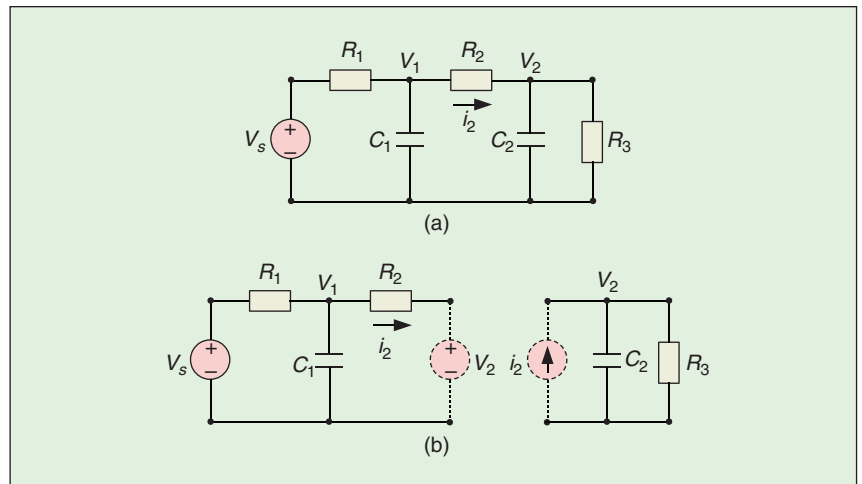 R1 V1 R2 V2
Vs + − C1 i2 C2 R3
(a)
R1 V1 R2 V2
Vs + − C1 i2 + − V2 i2 C2 R3
(b)